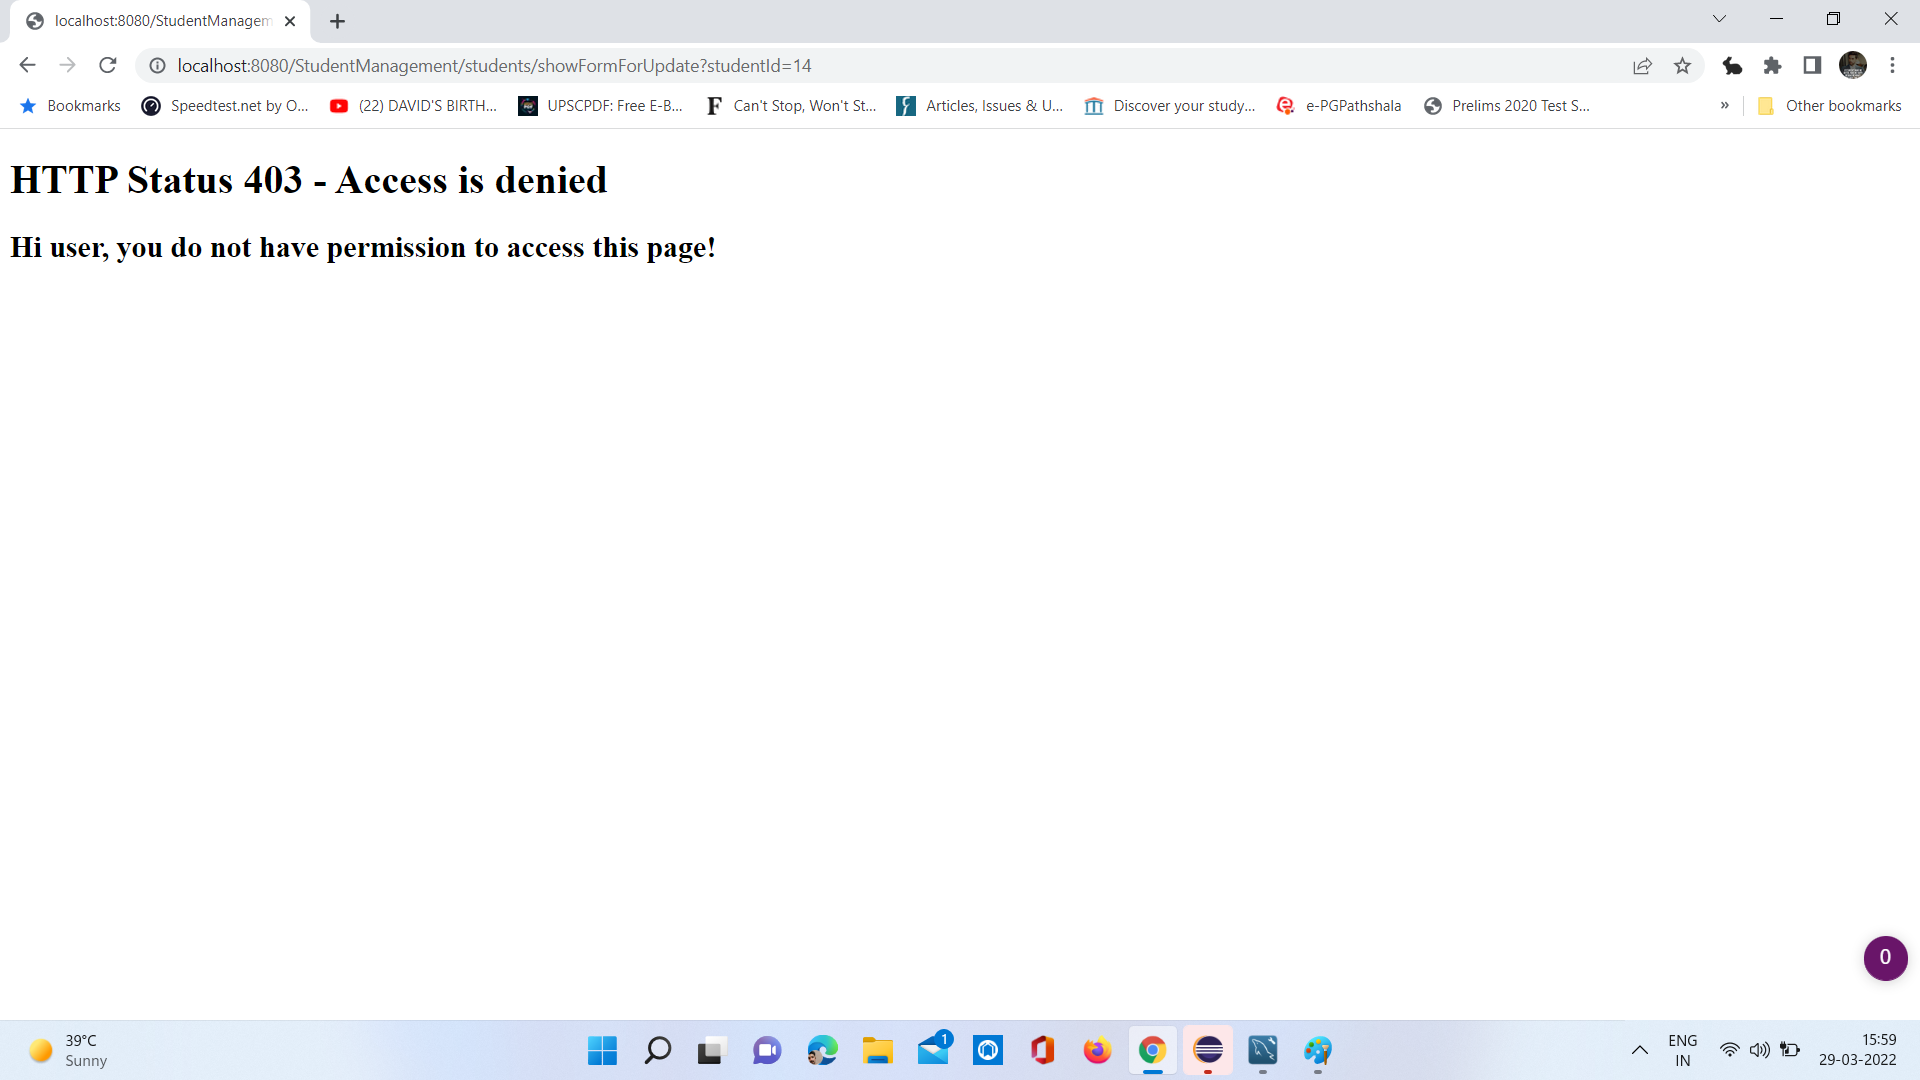 localhost:8080/StudentManagem
localhost:8080/StudentManagement/students/showFormForUpdate?studentId=14
Bookmarks Speedtest.net by O... (22) DAVID'S BIRTH... UPSCPDF: Free E-B... Can't Stop, Won't St... Articles, Issues & U... Discover your study... e-PGPathshala Prelims 2020 Test S... » Other bookmarks
HTTP Status 403 - Access is denied
Hi user, you do not have permission to access this page!
0
39°C
Sunny
1
ENG
IN
15:59
29-03-2022